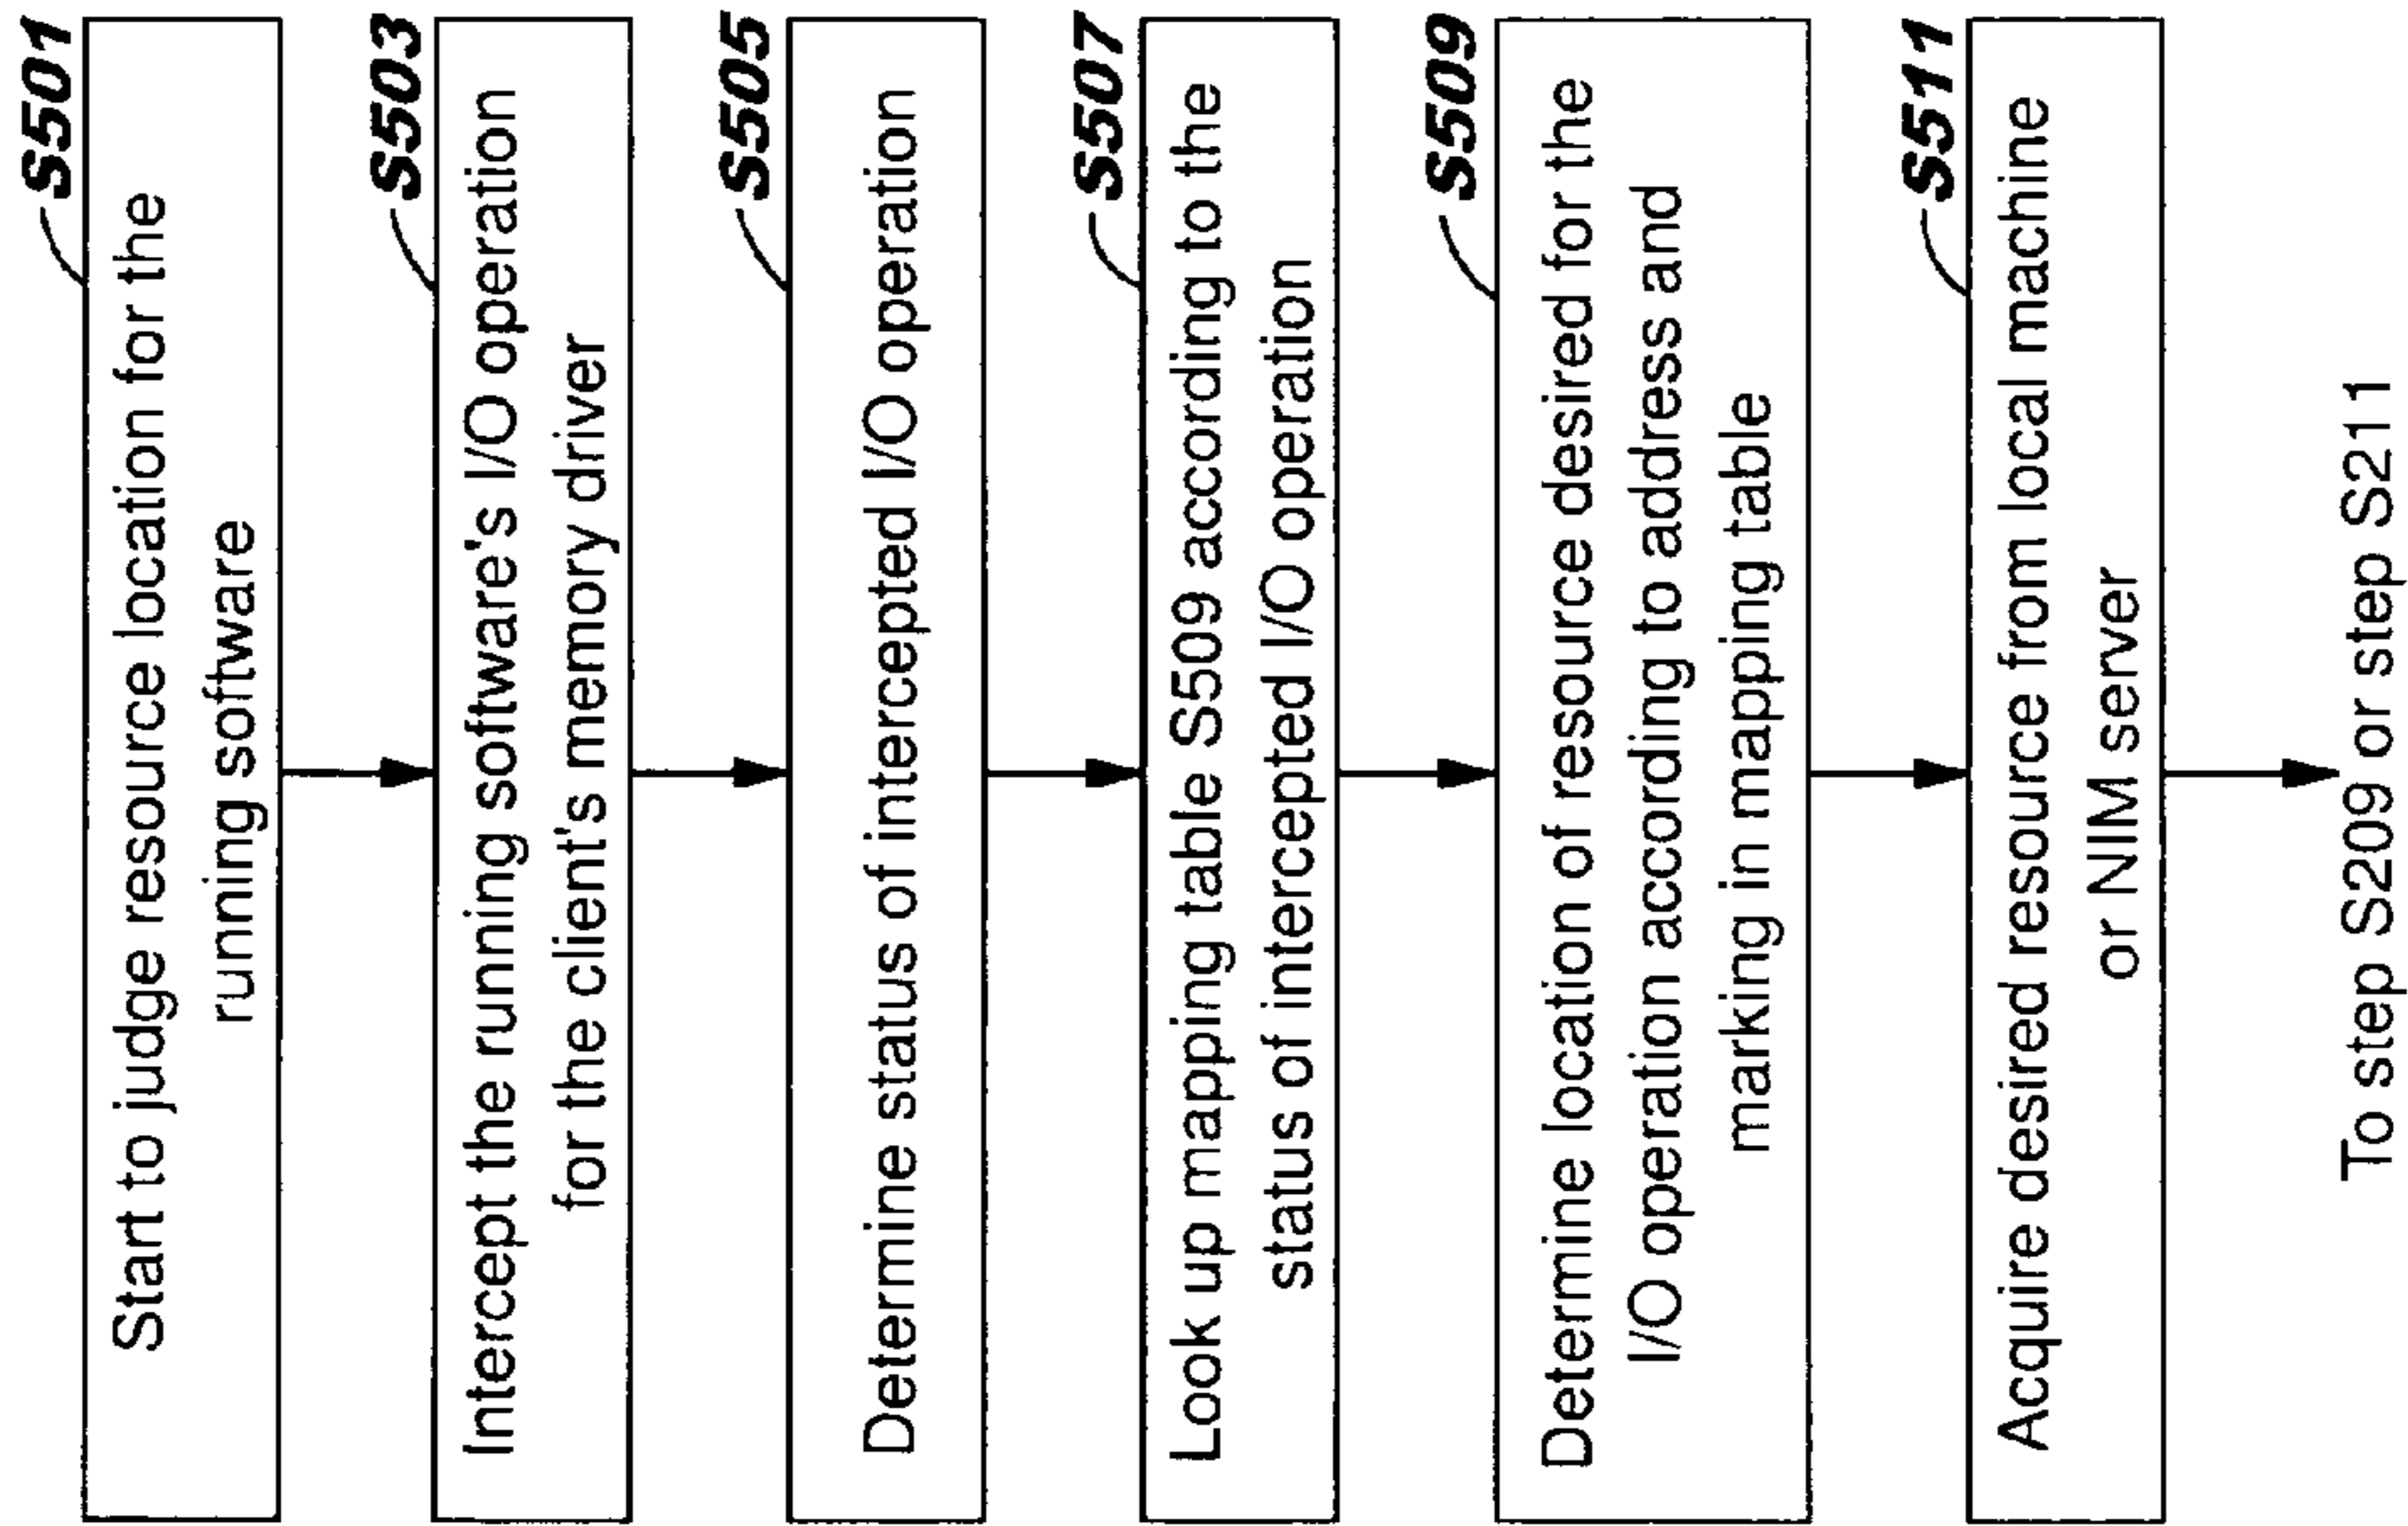 S501
Start to judge resource location for the
running software
S503
Intercept the running software's I/O operation
for the client's memory driver
S505
Determine status of intercepted I/O operation
S507
Look up mapping table S509 according to the
status of intercepted I/O operation
S509
Determine location of resource desired for the
I/O operation according to address and
marking in mapping table
S511
Acquire desired resource from local machine
or NIM server
To step S209 or step S211